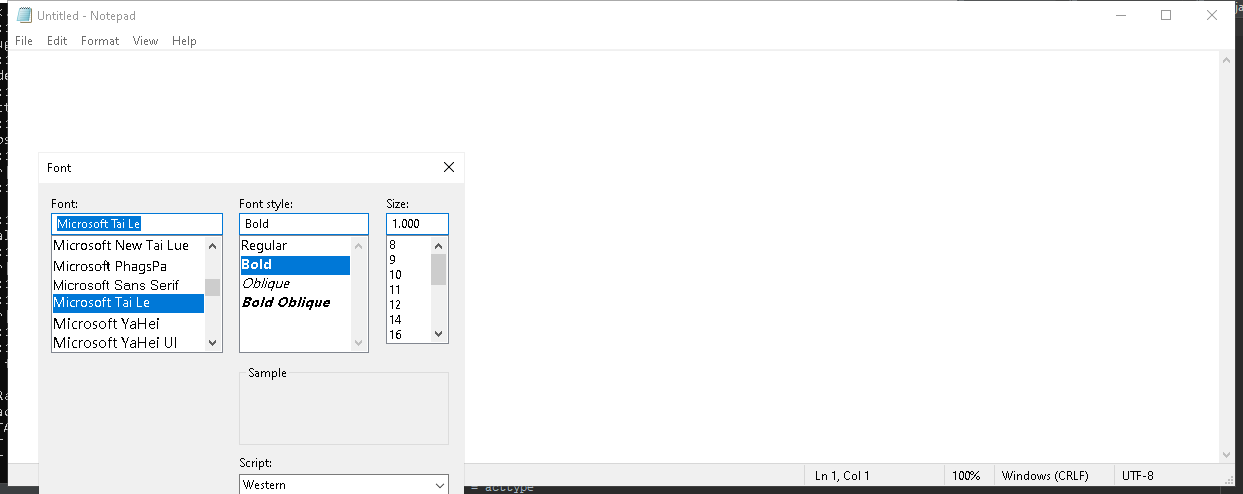 Untitled - Notepad
File Edit Format View Help
Font
Font: Font style: Size:
Microsoft Tai Le Bold 1.000
Microsoft New Tai Lue Regular 8
Microsoft PhagsPa Bold 9
Microsoft Sans Serif Oblique 10
Microsoft Tai Le Bold Oblique 11
Microsoft YaHei 12
Microsoft YaHei UI 14
16
Sample
Script:
Western
Ln 1, Col 1 100% Windows (CRLF) UTF-8
= acctype